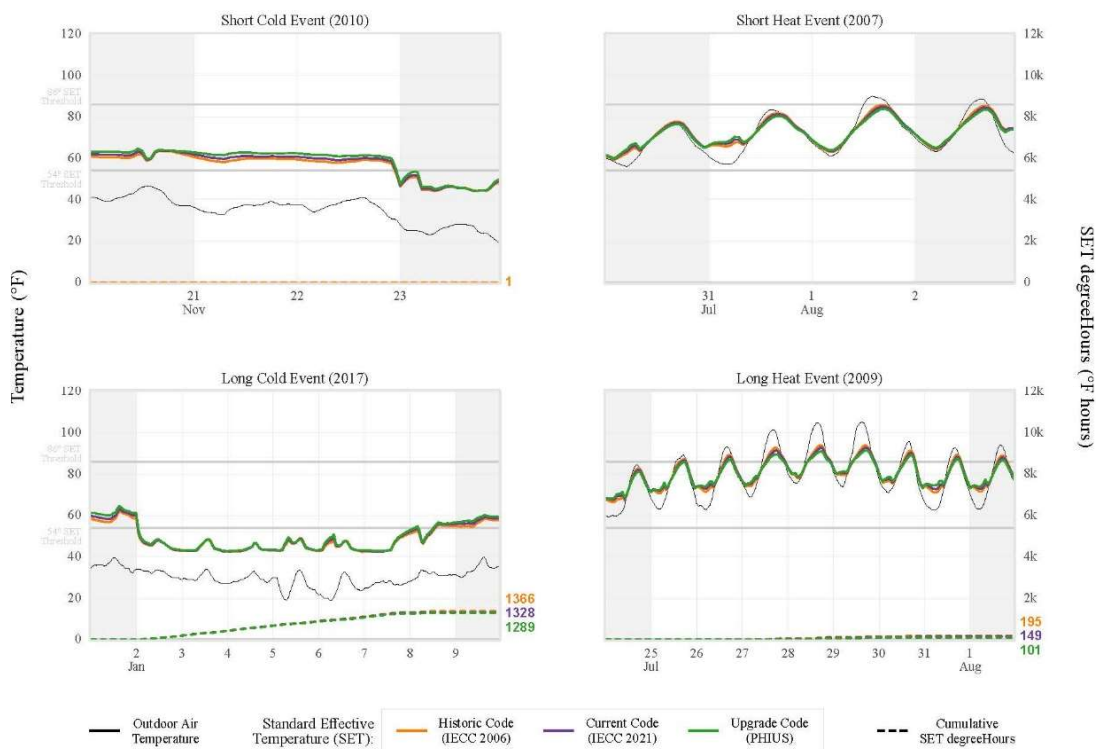 Short Cold Event (2010)
120
100
86° SET
Threshold
80
60
54° SET
Threshold
40
20
0
1
21
22
23
Nov
Short Heat Event (2007)
12k
10k
8k
6k
4k
2k
0
31
1
2
Jul
Aug
Temperature (°F)
SET degreeHours (°F hours)
Long Cold Event (2017)
120
100
86° SET
Threshold
80
60
54° SET
Threshold
40
20
0
1366
1328
1289
2
3
4
5
6
7
8
9
Jan
Long Heat Event (2009)
12k
10k
8k
6k
4k
2k
195
149
101
25
26
27
28
29
30
31
1
Jul
Aug
Outdoor Air
Temperature
Standard Effective
Temperature (SET):
Historic Code
(IECC 2006)
Current Code
(IECC 2021)
Upgrade Code
(PHIUS)
Cumulative
SET degreeHours